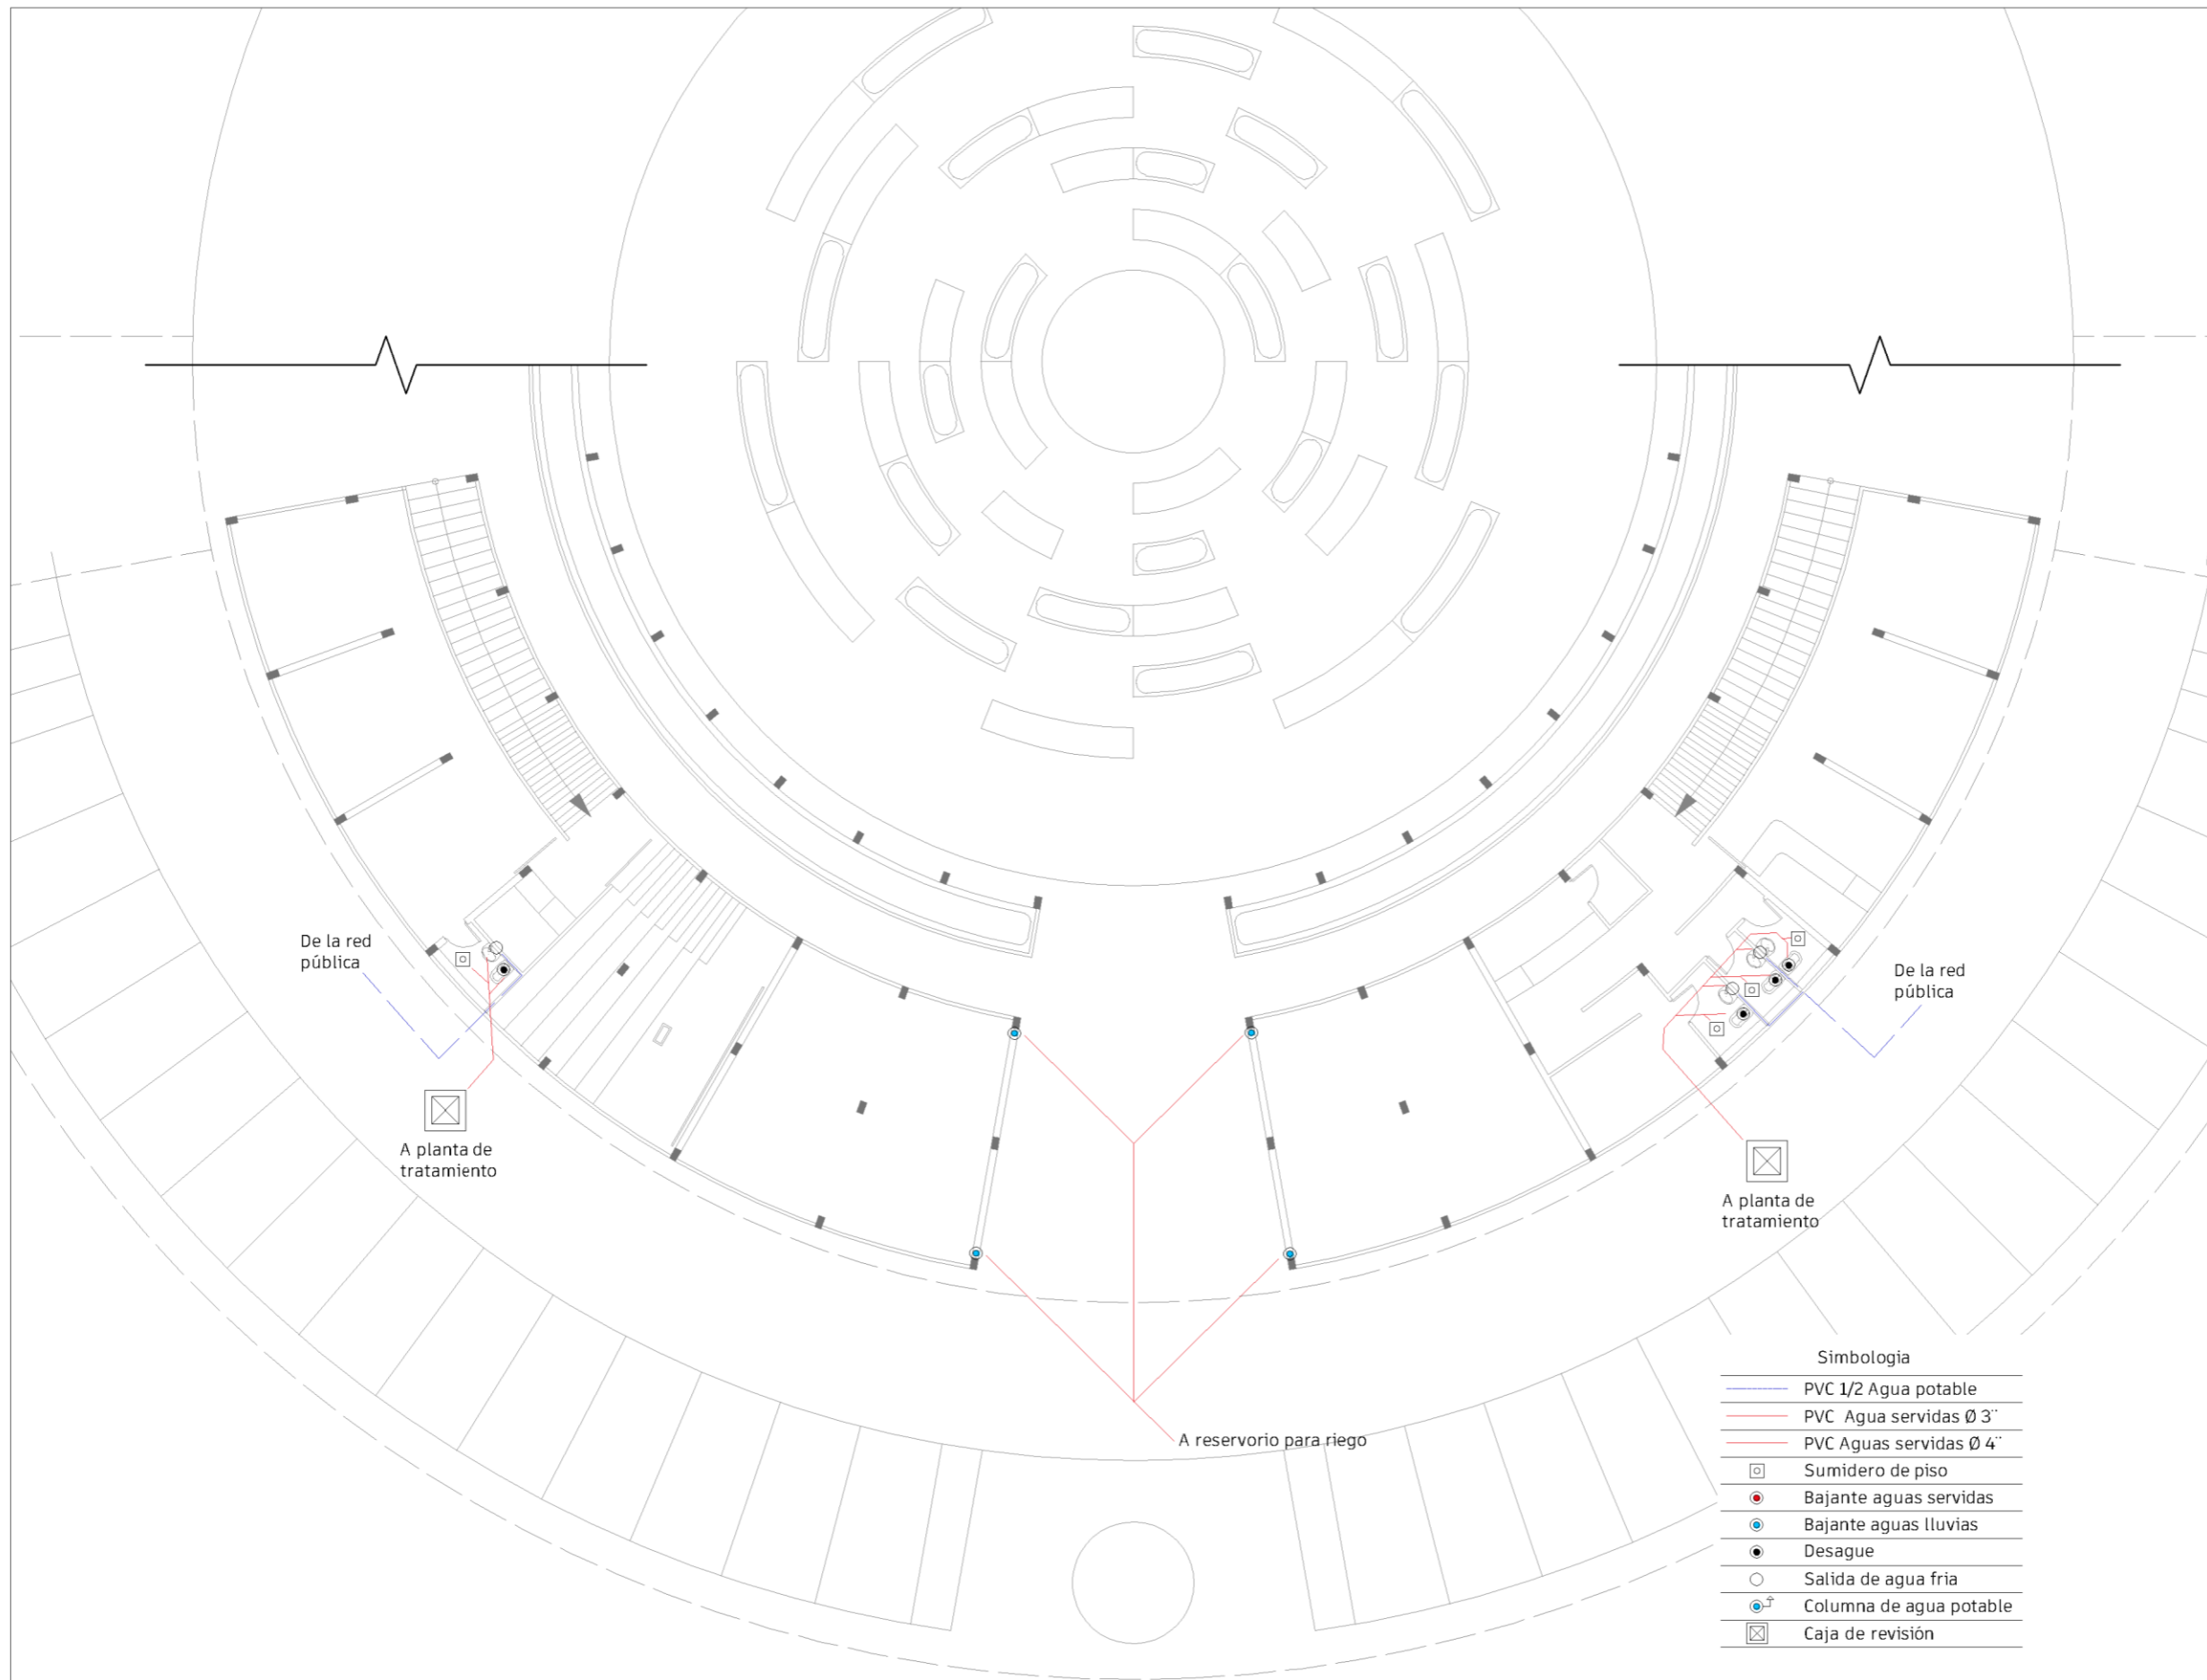 De la red
pública
De la red
pública
A planta de
tratamiento
A planta de
tratamiento
A reservorio para riego
Simbologia
PVC 1/2 Agua potable
PVC Agua servidas Ø 3¨
PVC Aguas servidas Ø 4¨
Sumidero de piso
Bajante aguas servidas
Bajante aguas lluvias
Desague
Salida de agua fria
Columna de agua potable
Caja de revisión